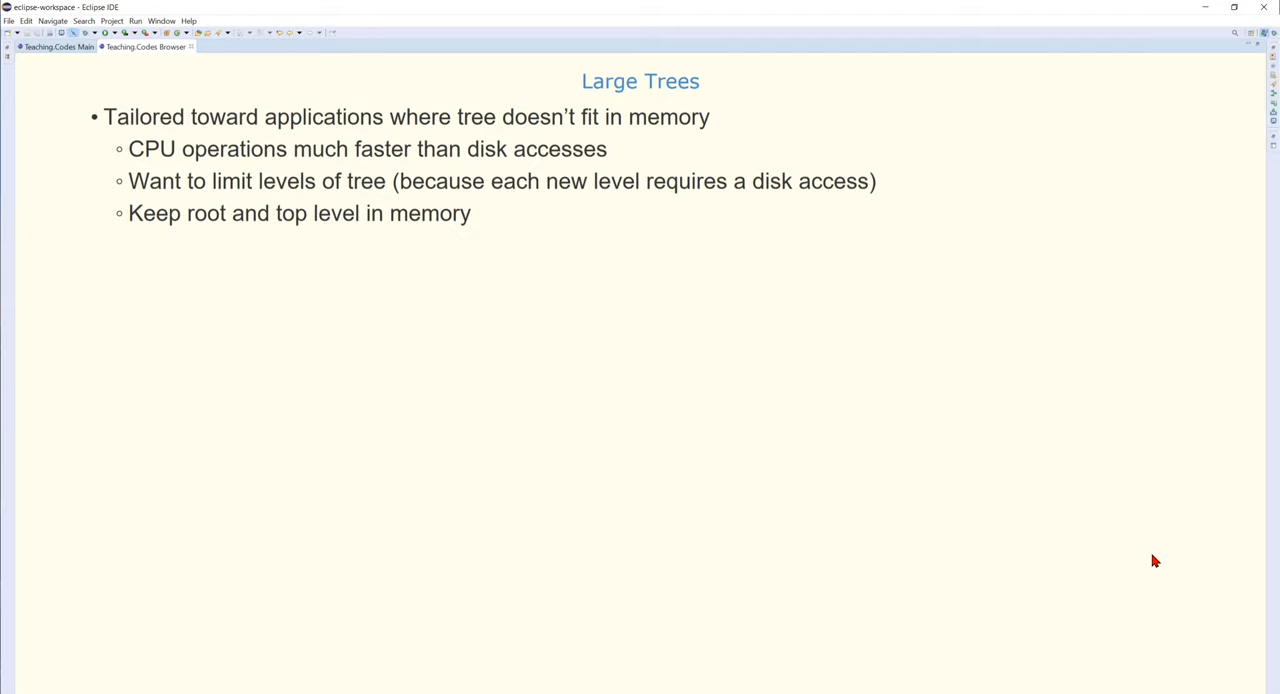 eclipse-workspace - Eclipse IDE
File Edit Navigate Search Project Run Window Help
Teaching.Codes Main Teaching.Codes Browser
Large Trees
• Tailored toward applications where tree doesn’t fit in memory
◦ CPU operations much faster than disk accesses
◦ Want to limit levels of tree (because each new level requires a disk access)
◦ Keep root and top level in memory